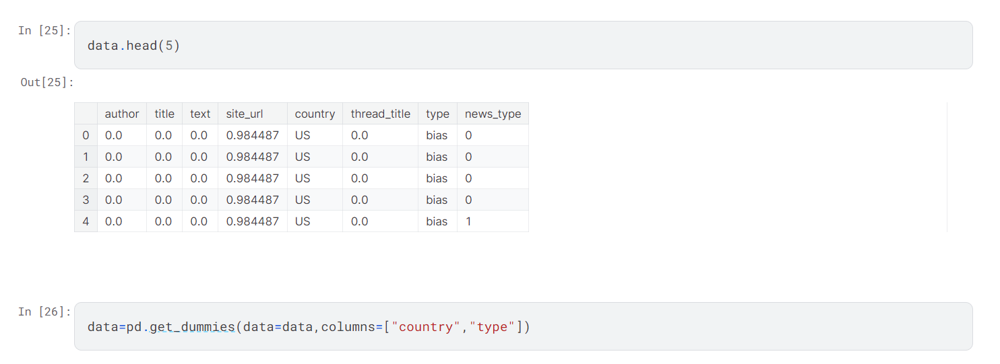 In [25]:
data.head(5)
Out[25]:
author title text site_url country thread_title type news_type
0 0.0 0.0 0.0 0.984487 US 0.0 bias 0
1 0.0 0.0 0.0 0.984487 US 0.0 bias 0
2 0.0 0.0 0.0 0.984487 US 0.0 bias 0
3 0.0 0.0 0.0 0.984487 US 0.0 bias 0
4 0.0 0.0 0.0 0.984487 US 0.0 bias 1
In [26]:
data=pd.get_dummies(data=data,columns=["country","type"])